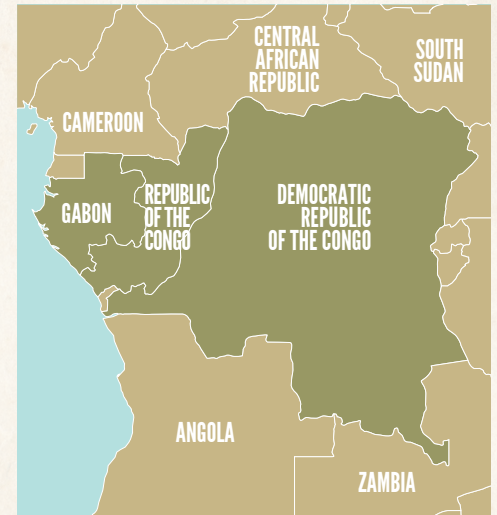 CENTRAL
AFRICAN
REPUBLIC
SOUTH
SUDAN
CAMEROON
GABON
REPUBLIC
OF THE
CONGO
DEMOCRATIC
REPUBLIC
OF THE CONGO
ANGOLA
ZAMBIA